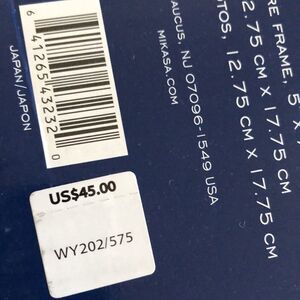 RE FRAME, 5 X
2.75 CM X 17.75 CM
TOS, 12.75 CM X 17.75 CM
AUCUS, NJ 07096-1549 USA
MIKASA.COM
6 41265 43232 0
JAPAN/JAPON
US$45.00
WY202/575